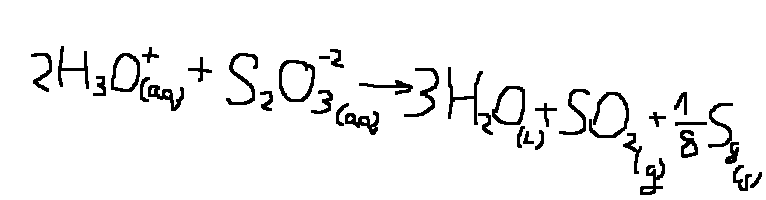 2H₃O⁺(aq) + S₂O₃⁻²(aq) → 3H₂O(L) + SO₂(g) + 1/8 S₈(s)